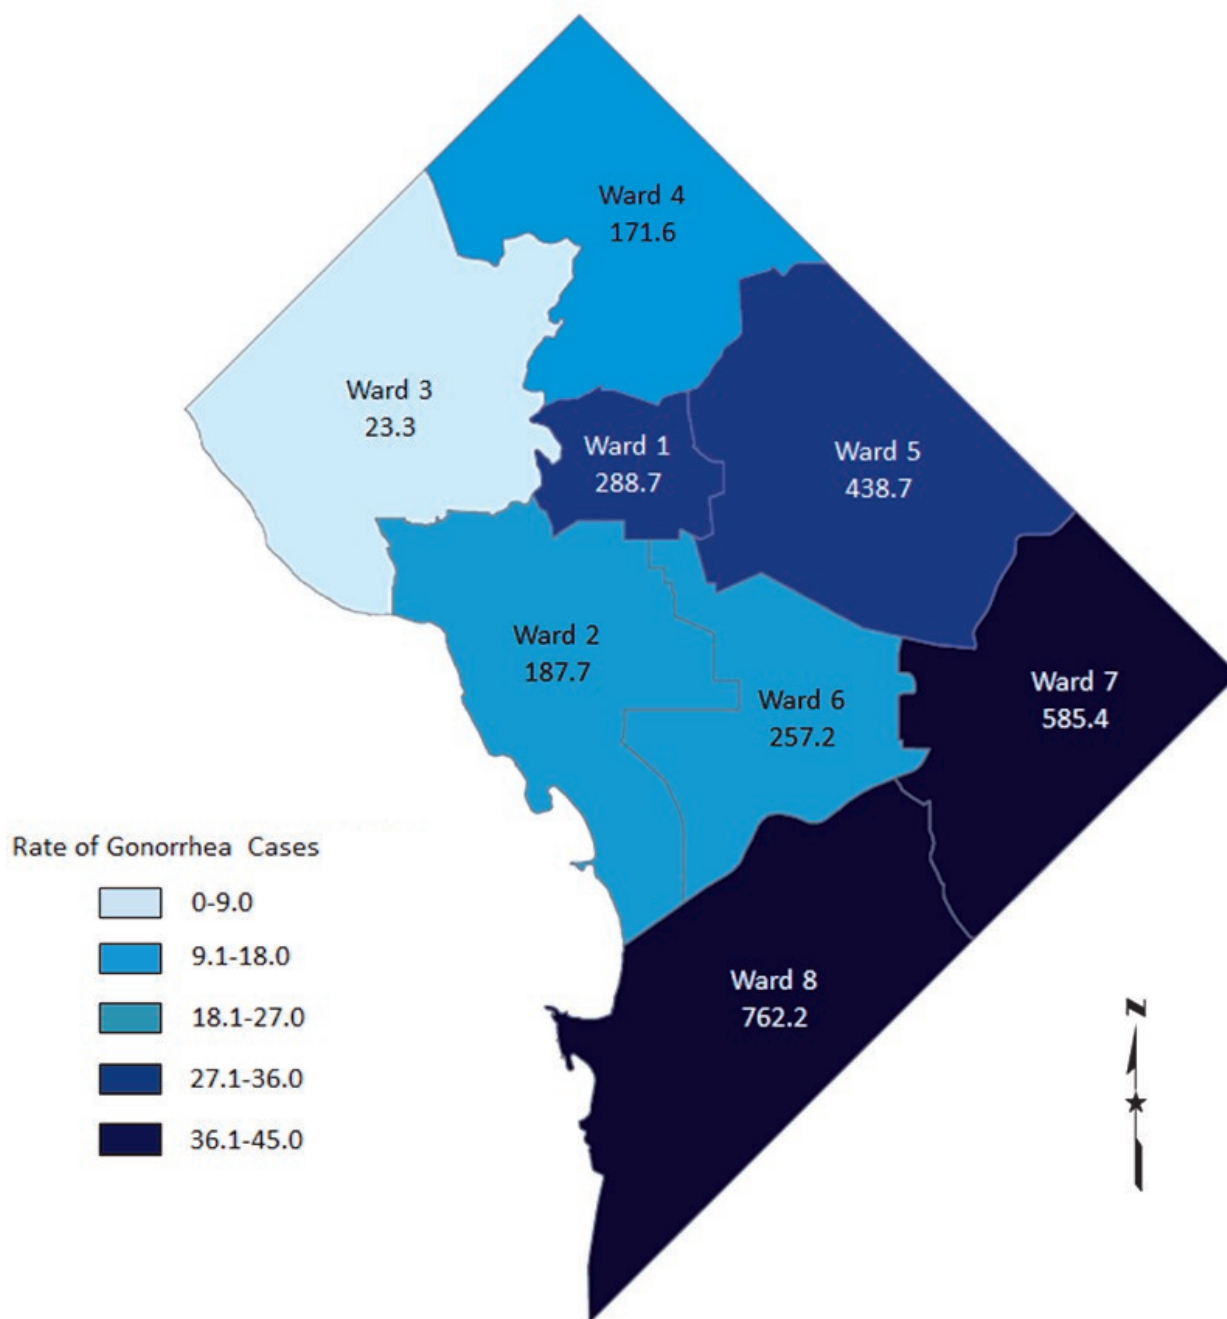 Ward 4
171.6
Ward 3
23.3
Ward 1
288.7
Ward 5
438.7
Ward 2
187.7
Ward 6
257.2
Ward 7
585.4
Rate of Gonorrhea Cases
0-9.0
9.1-18.0
18.1-27.0
27.1-36.0
36.1-45.0
Ward 8
762.2
N